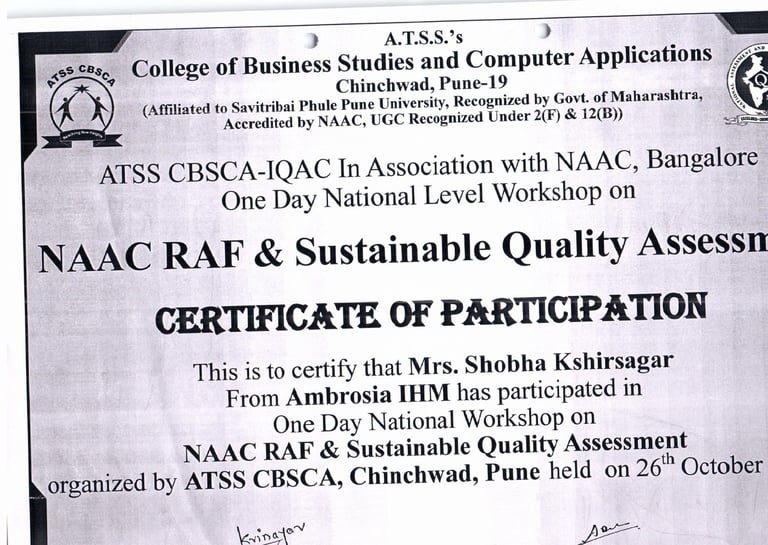 A.T.S.S.'s
College of Business Studies and Computer Applications
Chinchwad, Pune-19
(Affiliated to Savitribai Phule Pune University, Recognized by Govt. of Maharashtra,
Accredited by NAAC, UGC Recognized Under 2(F) & 12(B))
ATSS CBSCA
ATSS CBSCA-IQAC In Association with NAAC, Bangalore
One Day National Level Workshop on
NAAC RAF & Sustainable Quality Assessm
CERTIFICATE OF PARTICIPATION
This is to certify that Mrs. Shobha Kshirsagar
From Ambrosia IHM has participated in
One Day National Workshop on
NAAC RAF & Sustainable Quality Assessment
organized by ATSS CBSCA, Chinchwad, Pune held on 26th October